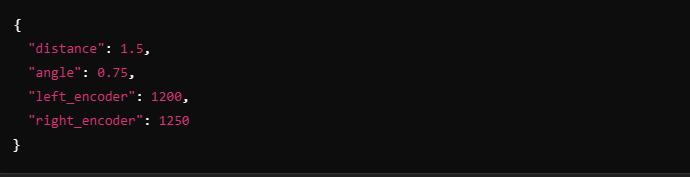 {
  "distance": 1.5,
  "angle": 0.75,
  "left_encoder": 1200,
  "right_encoder": 1250
}